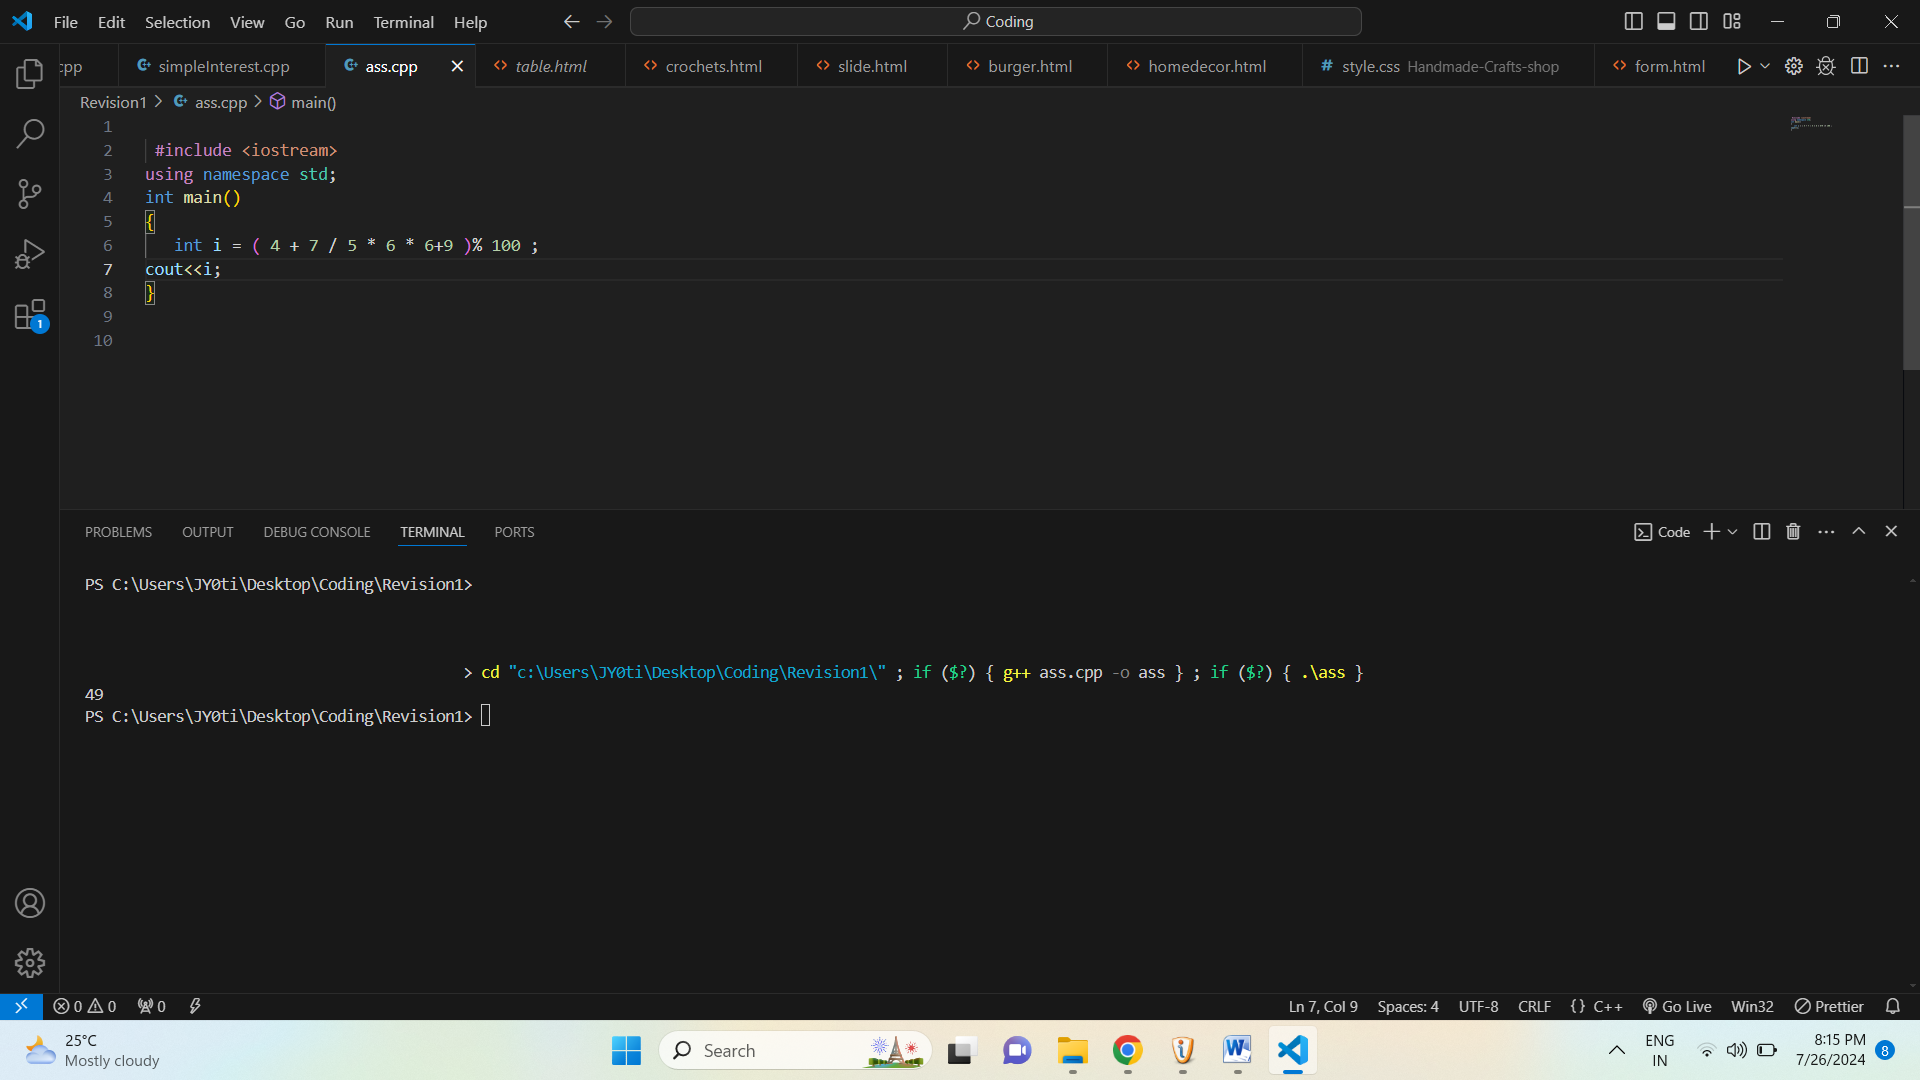 File Edit Selection View Go Run Terminal Help Coding
cpp simpleInterest.cpp ass.cpp table.html crochets.html slide.html burger.html homedecor.html # style.css Handmade-Crafts-shop form.html
Revision1 > ass.cpp > main()
1
2 #include <iostream>
3 using namespace std;
4 int main()
5 {
6 int i = ( 4 + 7 / 5 * 6 * 6+9 )% 100 ;
7 cout<<i;
8 }
9
10
1
PROBLEMS OUTPUT DEBUG CONSOLE TERMINAL PORTS Code
PS C:\Users\JY0ti\Desktop\Coding\Revision1>
> cd "c:\Users\JY0ti\Desktop\Coding\Revision1\" ; if ($?) { g++ ass.cpp -o ass } ; if ($?) { .\ass }
49
PS C:\Users\JY0ti\Desktop\Coding\Revision1>
0 0 0 Ln 7, Col 9 Spaces: 4 UTF-8 CRLF {} C++ Go Live Win32 Prettier
25°C
Mostly cloudy
Search
ENG
IN
8:15 PM
7/26/2024
8